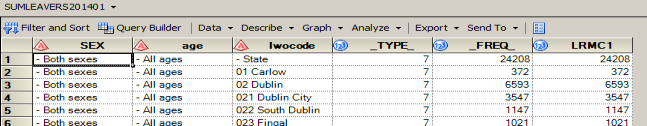 SUMLEAVERS201401
Filter and Sort Query Builder Data Describe Graph Analyze Export Send To
SEX age lwocode _TYPE_ _FREQ_ LRMC1
1 - Both sexes - All ages - State 7 24208 24208
2 - Both sexes - All ages 01 Carlow 7 372 372
3 - Both sexes - All ages 02 Dublin 7 6593 6593
4 - Both sexes - All ages 021 Dublin City 7 3547 3547
5 - Both sexes - All ages 022 South Dublin 7 1147 1147
6 - Both sexes - All ages 023 Fingal 7 1021 1021